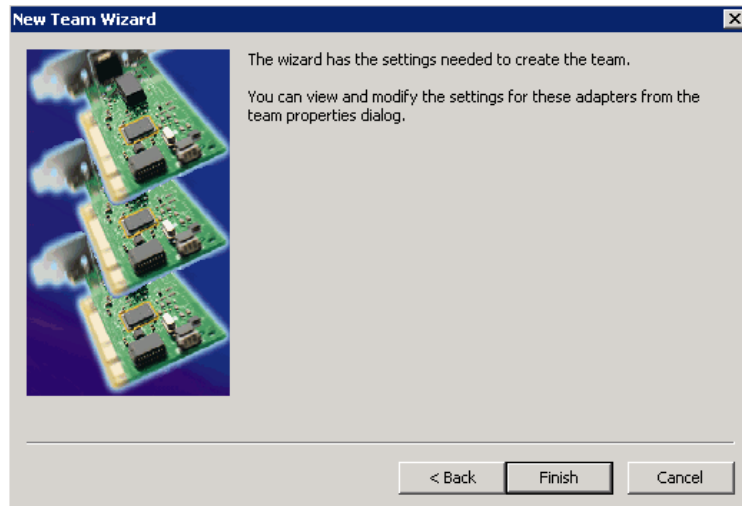 New Team Wizard
The wizard has the settings needed to create the team.
You can view and modify the settings for these adapters from the
team properties dialog.
< Back
Finish
Cancel